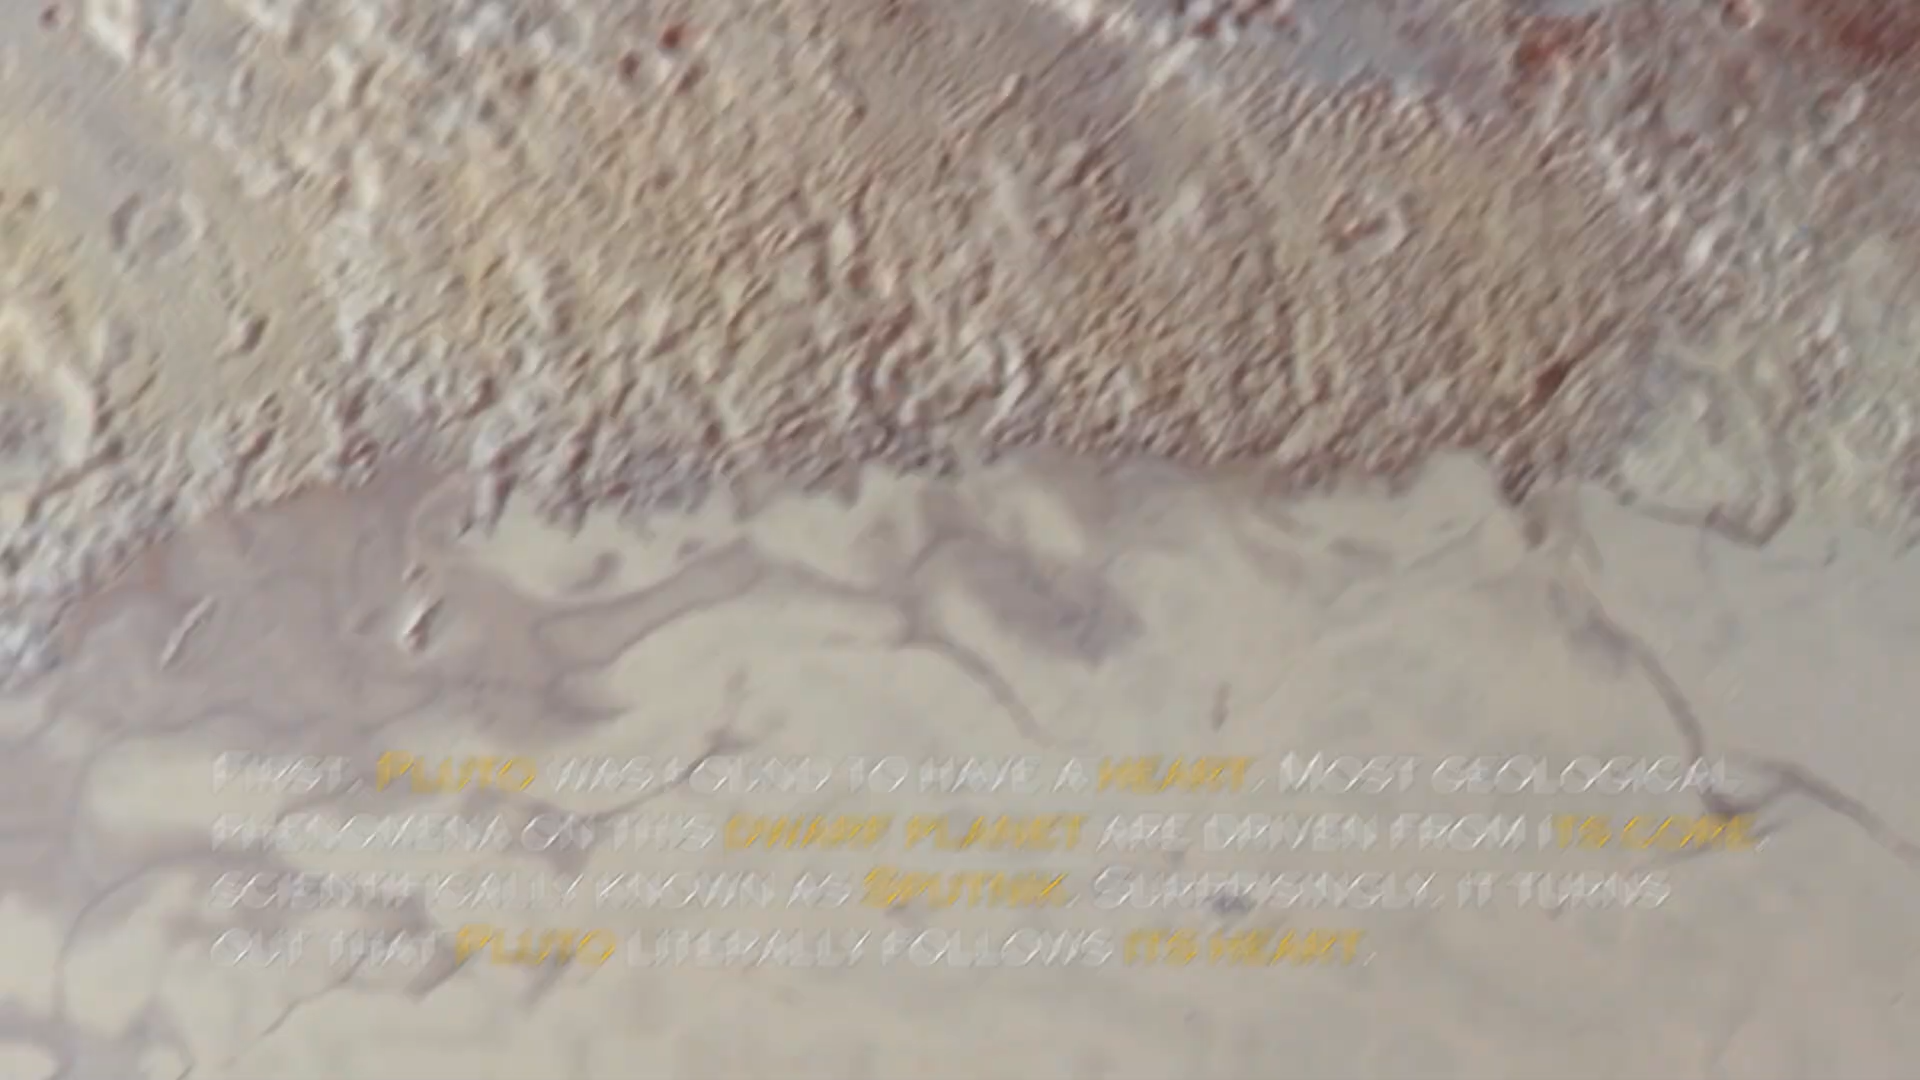 First, Pluto was found to have a heart. Most geological
phenomena on this dwarf planet are driven from its core,
scientifically known as Sputnik. Surprisingly, it turns
out that Pluto literally follows its heart.